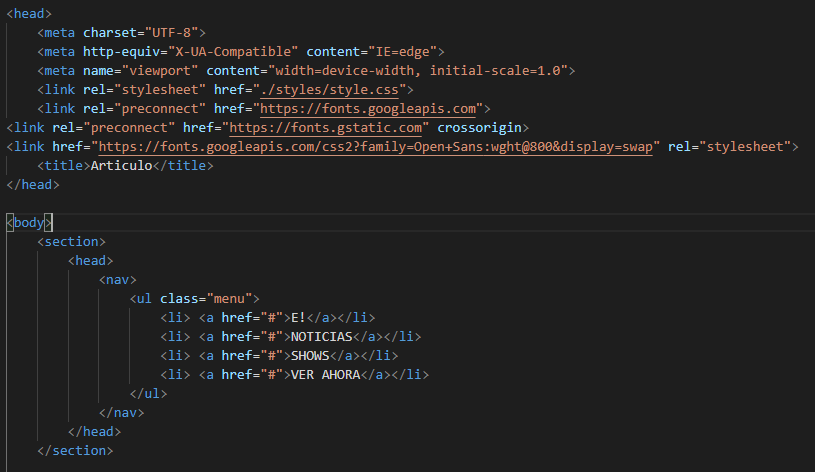 <head>
    <meta charset="UTF-8">
    <meta http-equiv="X-UA-Compatible" content="IE=edge">
    <meta name="viewport" content="width=device-width, initial-scale=1.0">
    <link rel="stylesheet" href="./styles/style.css">
    <link rel="preconnect" href="https://fonts.googleapis.com">
<link rel="preconnect" href="https://fonts.gstatic.com" crossorigin>
<link href="https://fonts.googleapis.com/css2?family=Open+Sans:wght@800&display=swap" rel="stylesheet">
    <title>Articulo</title>
</head>

<body>
    <section>
        <head>
            <nav>
                <ul class="menu">
                    <li> <a href="#">E!</a></li>
                    <li> <a href="#">NOTICIAS</a></li>
                    <li> <a href="#">SHOWS</a></li>
                    <li> <a href="#">VER AHORA</a></li>
                </ul>
            </nav>
        </head>
    </section>